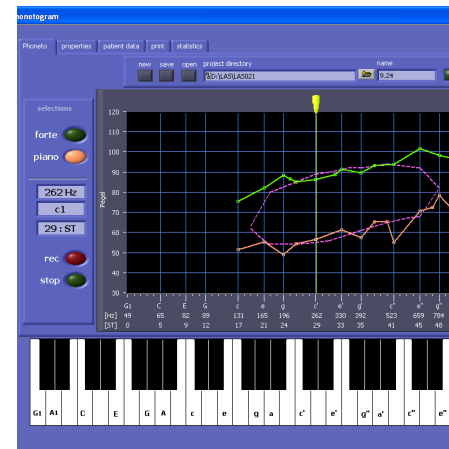 honetogram
Phoneto properties patient data print statistics
new save open project directory name
D:\LAS\LAS021 9.24
selections
forte
piano
262 Hz
c1
29 : ST
rec
stop
Pegel
120
110
100
90
80
70
60
50
40
30
G1 C E G c e g c' e' g' c" e" g"
[Hz] 49 65 82 89 131 165 196 262 330 392 523 659 784
[ST] 0 5 9 12 17 21 24 29 33 35 41 45 48
G1 A1 C E G A c e g a c' e' g" a' c" e"